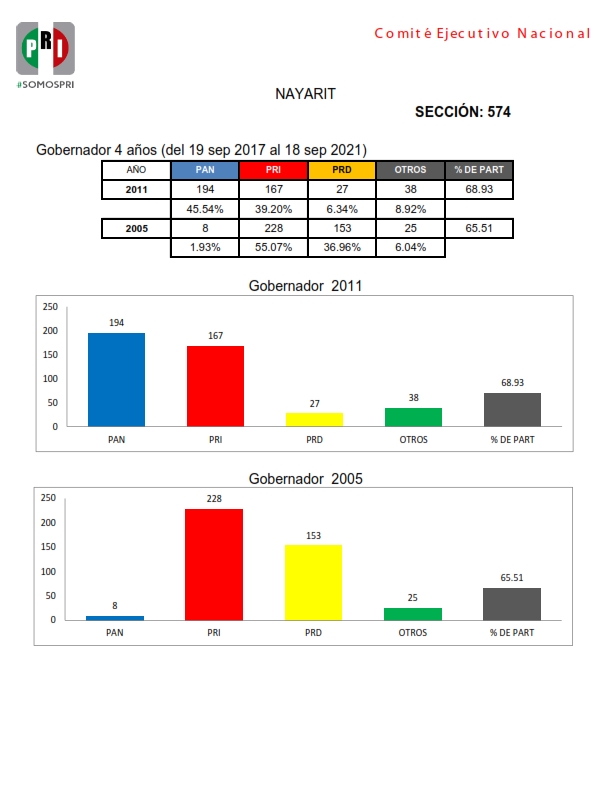 Comité Ejecutivo Nacional
PRI
#SOMOSPRI
NAYARIT
SECCIÓN: 574
Gobernador 4 años (del 19 sep 2017 al 18 sep 2021)
AÑO PAN PRI PRD OTROS % DE PART
2011 194 167 27 38 68.93
45.54% 39.20% 6.34% 8.92%
2005 8 228 153 25 65.51
1.93% 55.07% 36.96% 6.04%
Gobernador 2011
250
200
150
100
50
0
194
167
27
38
68.93
PAN PRI PRD OTROS % DE PART
Gobernador 2005
250
200
150
100
50
0
8
228
153
25
65.51
PAN PRI PRD OTROS % DE PART